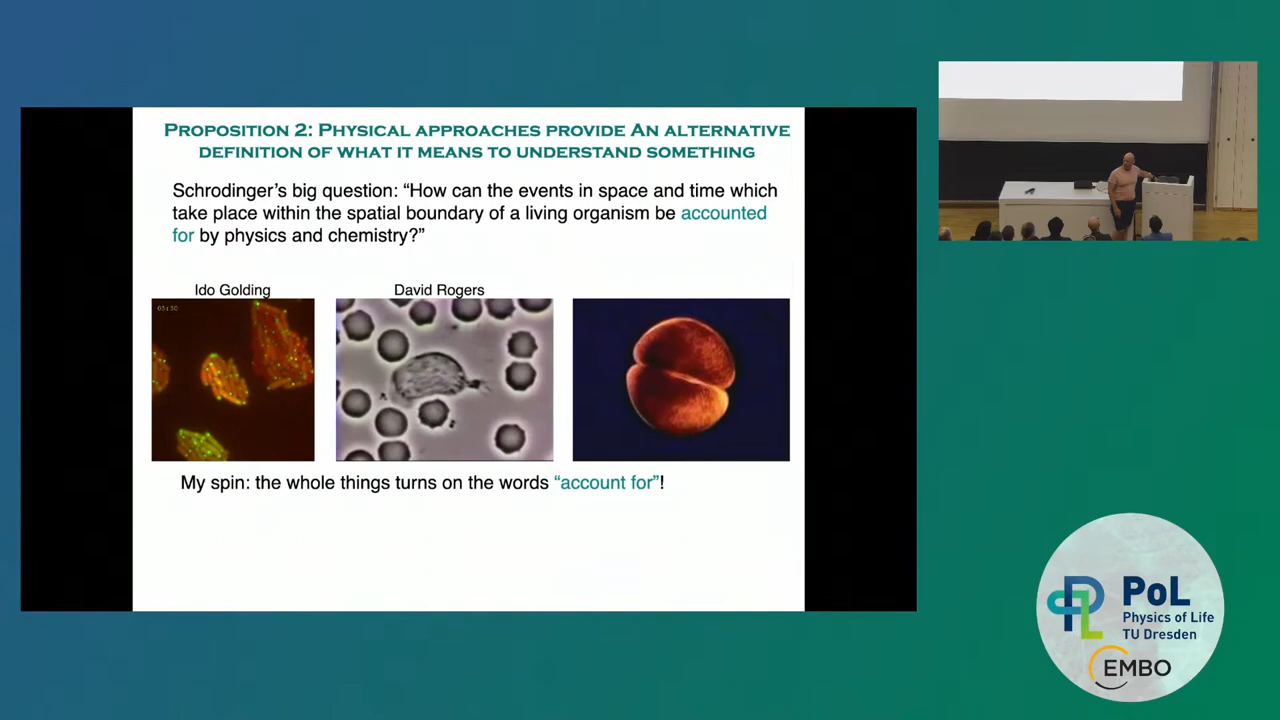 PROPOSITION 2: PHYSICAL APPROACHES PROVIDE AN ALTERNATIVE
DEFINITION OF WHAT IT MEANS TO UNDERSTAND SOMETHING
Schrodinger's big question: “How can the events in space and time which
take place within the spatial boundary of a living organism be accounted
for by physics and chemistry?”
Ido Golding
David Rogers
03:30
My spin: the whole things turns on the words “account for”!
PoL
Physics of Life
TU Dresden
EMBO